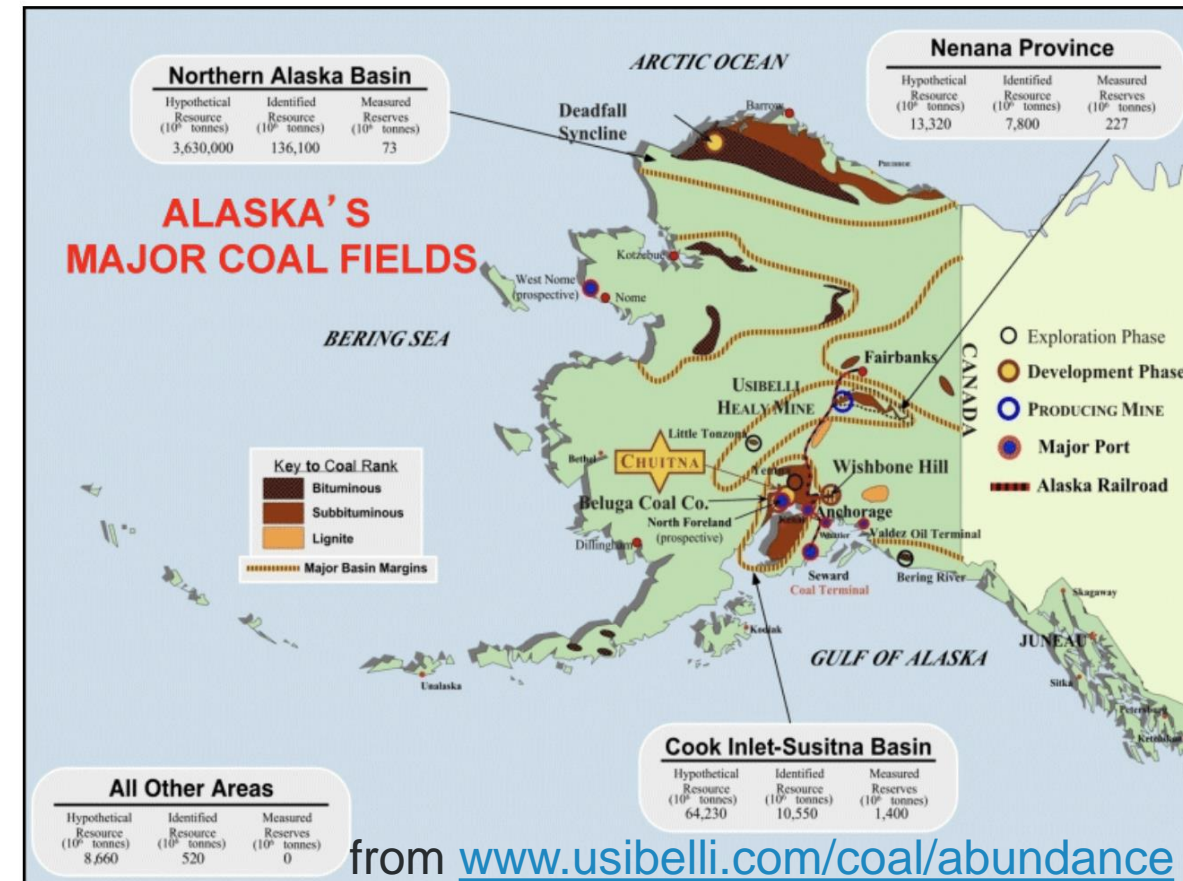 ARCTIC OCEAN
Northern Alaska Basin
Hypothetical Resource (10⁶ tonnes)
Identified Resource (10⁶ tonnes)
Measured Reserves (10⁶ tonnes)
3,630,000 136,100 73
Nenana Province
Hypothetical Resource (10⁶ tonnes)
Identified Resource (10⁶ tonnes)
Measured Reserves (10⁶ tonnes)
13,320 7,800 227
Deadfall
Syncline
Barrow
ALASKA'S
MAJOR COAL FIELDS
Kotzebue
West Nome
(prospective)
Nome
BERING SEA
Fairbanks
CANADA
Exploration Phase
Development Phase
PRODUCING MINE
Major Port
Alaska Railroad
USIBELLI
HEALY MINE
Little Tonzona
Bethel
CHUITNA
Wishbone Hill
Beluga Coal Co.
Anchorage
North Foreland
(prospective)
Kenai
Whittier
Valdez Oil Terminal
Dillingham
Key to Coal Rank
Bituminous
Subbituminous
Lignite
Major Basin Margins
Seward
Coal Terminal
Bering River
Skagaway
Kodiak
JUNEAU
GULF OF ALASKA
Sitka
Petersburg
Unalaska
Cook Inlet-Susitna Basin
Hypothetical Resource (10⁶ tonnes)
Identified Resource (10⁶ tonnes)
Measured Reserves (10⁶ tonnes)
64,230 10,550 1,400
All Other Areas
Hypothetical Resource (10⁶ tonnes)
Identified Resource (10⁶ tonnes)
Measured Reserves (10⁶ tonnes)
8,660 520 0
from www.usibelli.com/coal/abundance